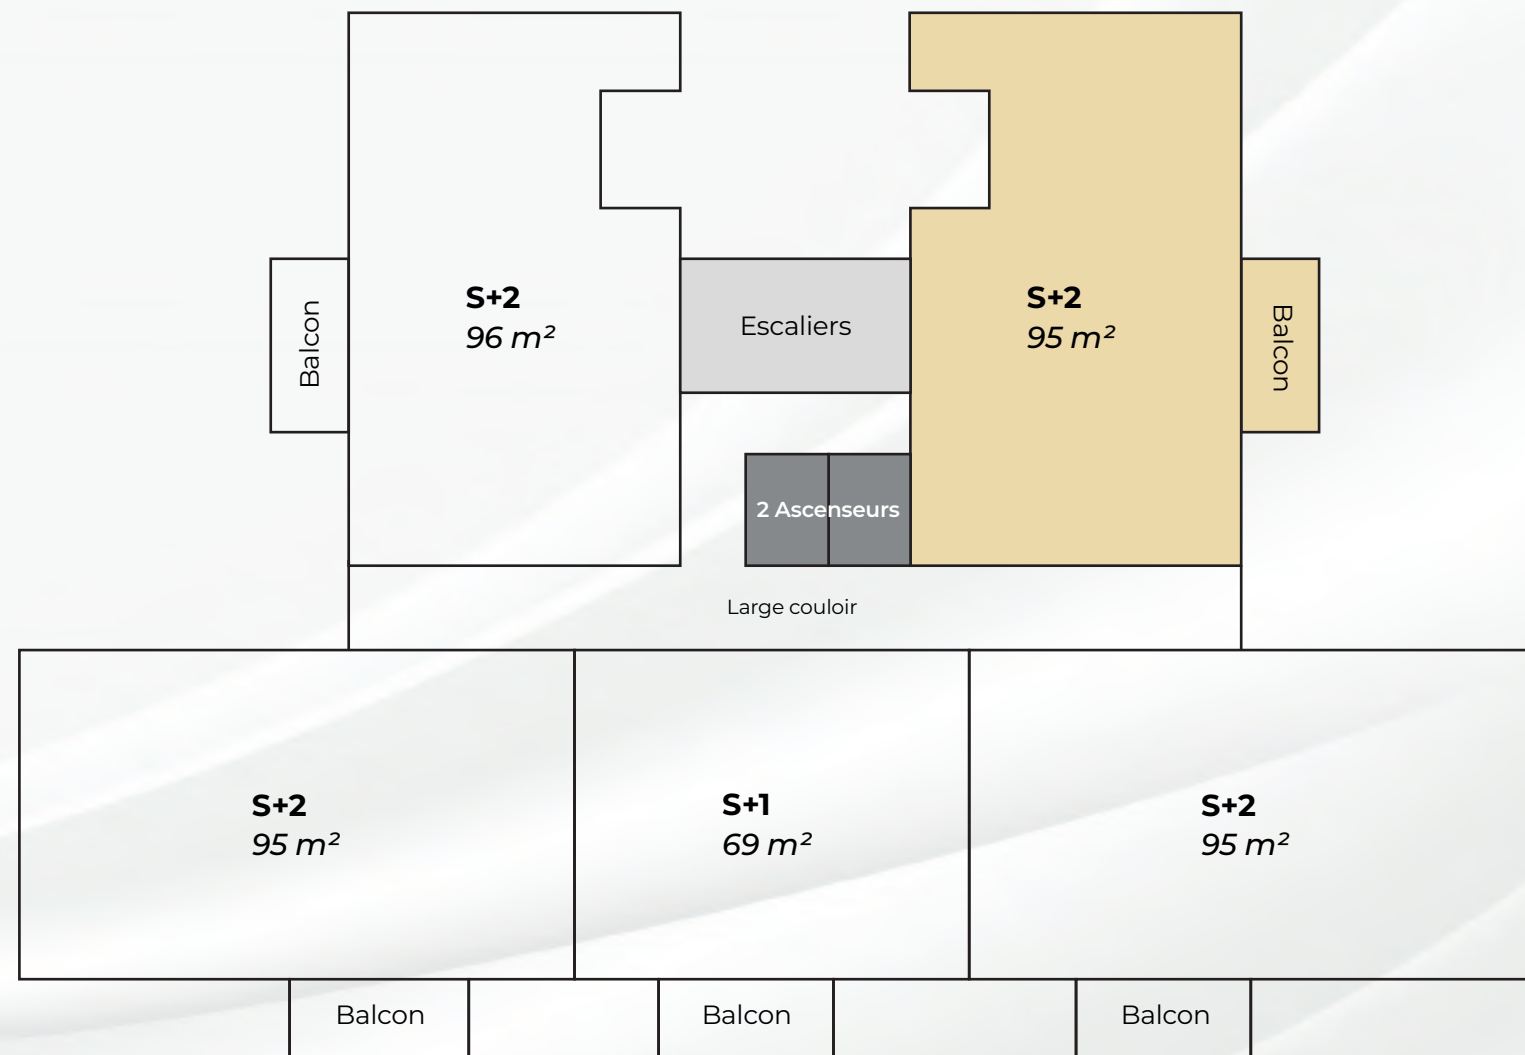 S+2
96 m²
Balcon
Escaliers
S+2
95 m²
Balcon
2 Ascenseurs
Large couloir
S+2
95 m²
S+1
69 m²
S+2
95 m²
Balcon
Balcon
Balcon